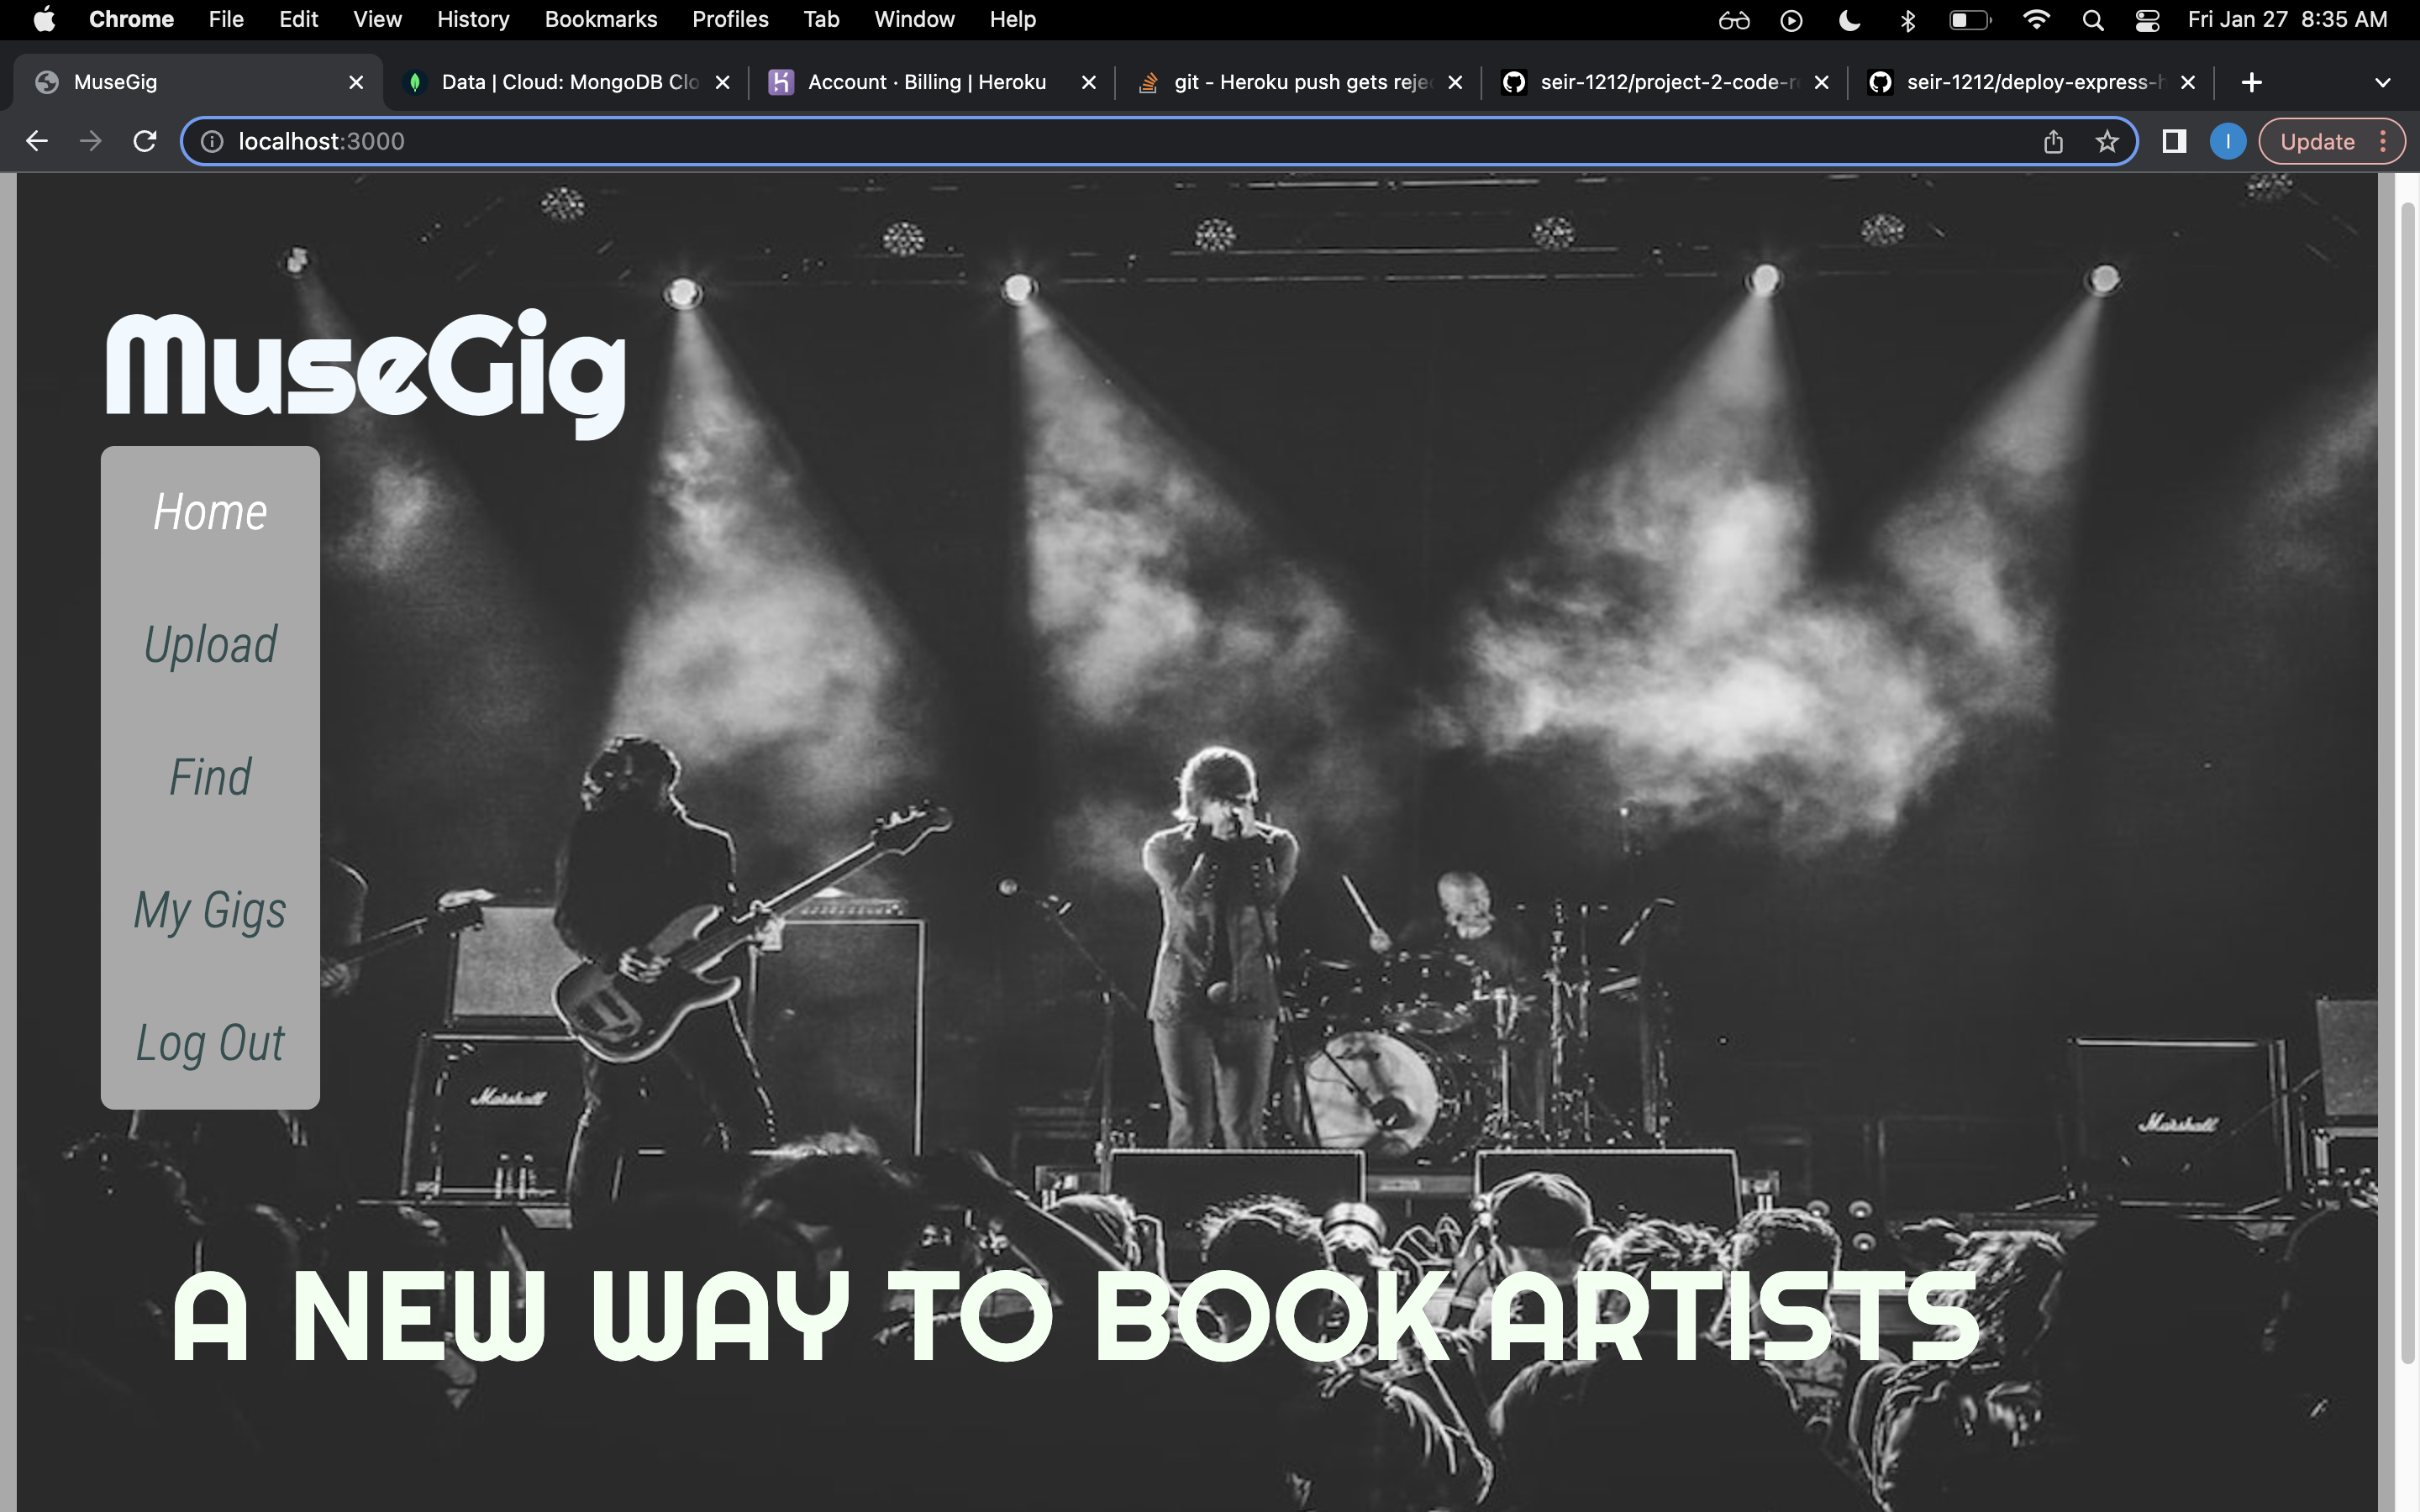 Chrome File Edit View History Bookmarks Profiles Tab Window Help Fri Jan 27 8:35 AM
MuseGig Data | Cloud: MongoDB Clo Account · Billing | Heroku git - Heroku push gets reje seir-1212/project-2-code-r seir-1212/deploy-express-h
localhost:3000 I Update
MuseGig
Home
Upload
Find
My Gigs
Log Out
Marshall
Marshall
A NEW WAY TO BOOK ARTISTS